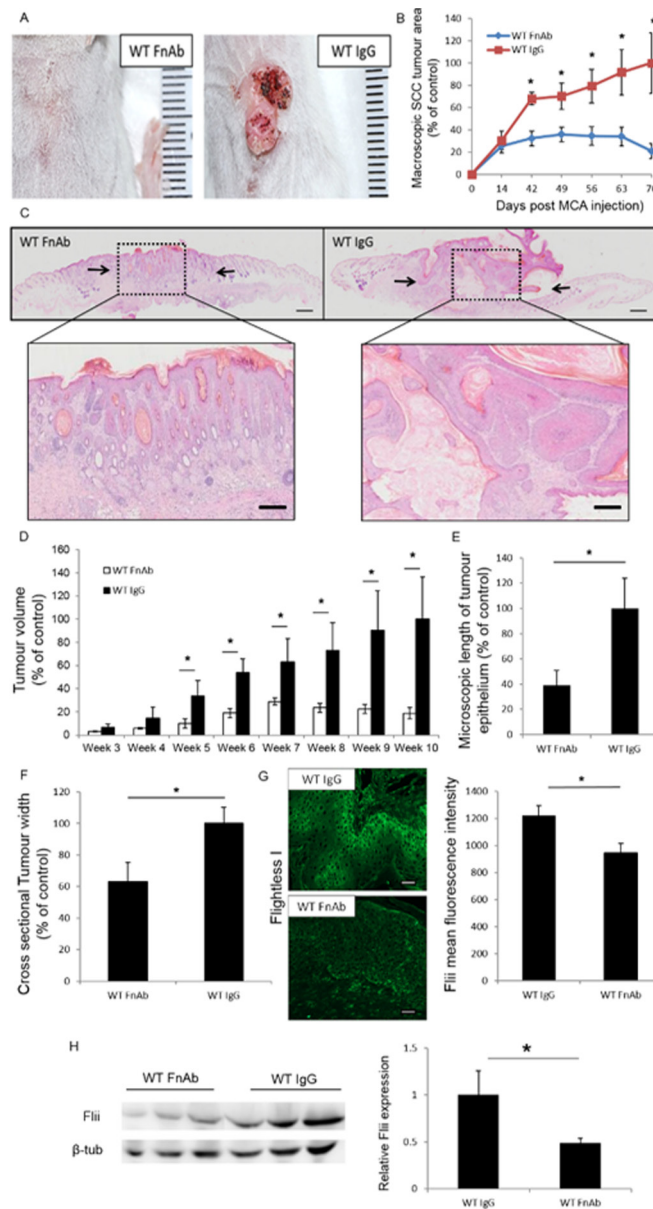 A
WT FnAb
WT IgG
B
WT FnAb
WT IgG
Macroscopic SCC tumour area
(% of control)
140
120
100
80
60
40
20
0
* * * * * *
0 14 42 49 56 63 70
Days post MCA injection)
C
WT FnAb
WT IgG
D
Tumour volume
(% of control)
160
140
120
100
80
60
40
20
0
WT FnAb
WT IgG
* * * * * *
Week 3 Week 4 Week 5 Week 6 Week 7 Week 8 Week 9 Week 10
E
Microscopic length of tumour
epithelium (% of control)
140
120
100
80
60
40
20
0
*
WT FnAb WT IgG
F
Cross sectional Tumour width
(% of control)
120
100
80
60
40
20
0
*
WT FnAb WT IgG
G
Flightless I
WT IgG
WT FnAb
Flii mean fluorescence intensity
1400
1200
1000
800
600
400
200
0
*
WT IgG WT FnAb
H
WT FnAb WT IgG
Flii
β-tub
Relative Flii expression
1.5
1
0.5
0
*
WT IgG WT FnAb